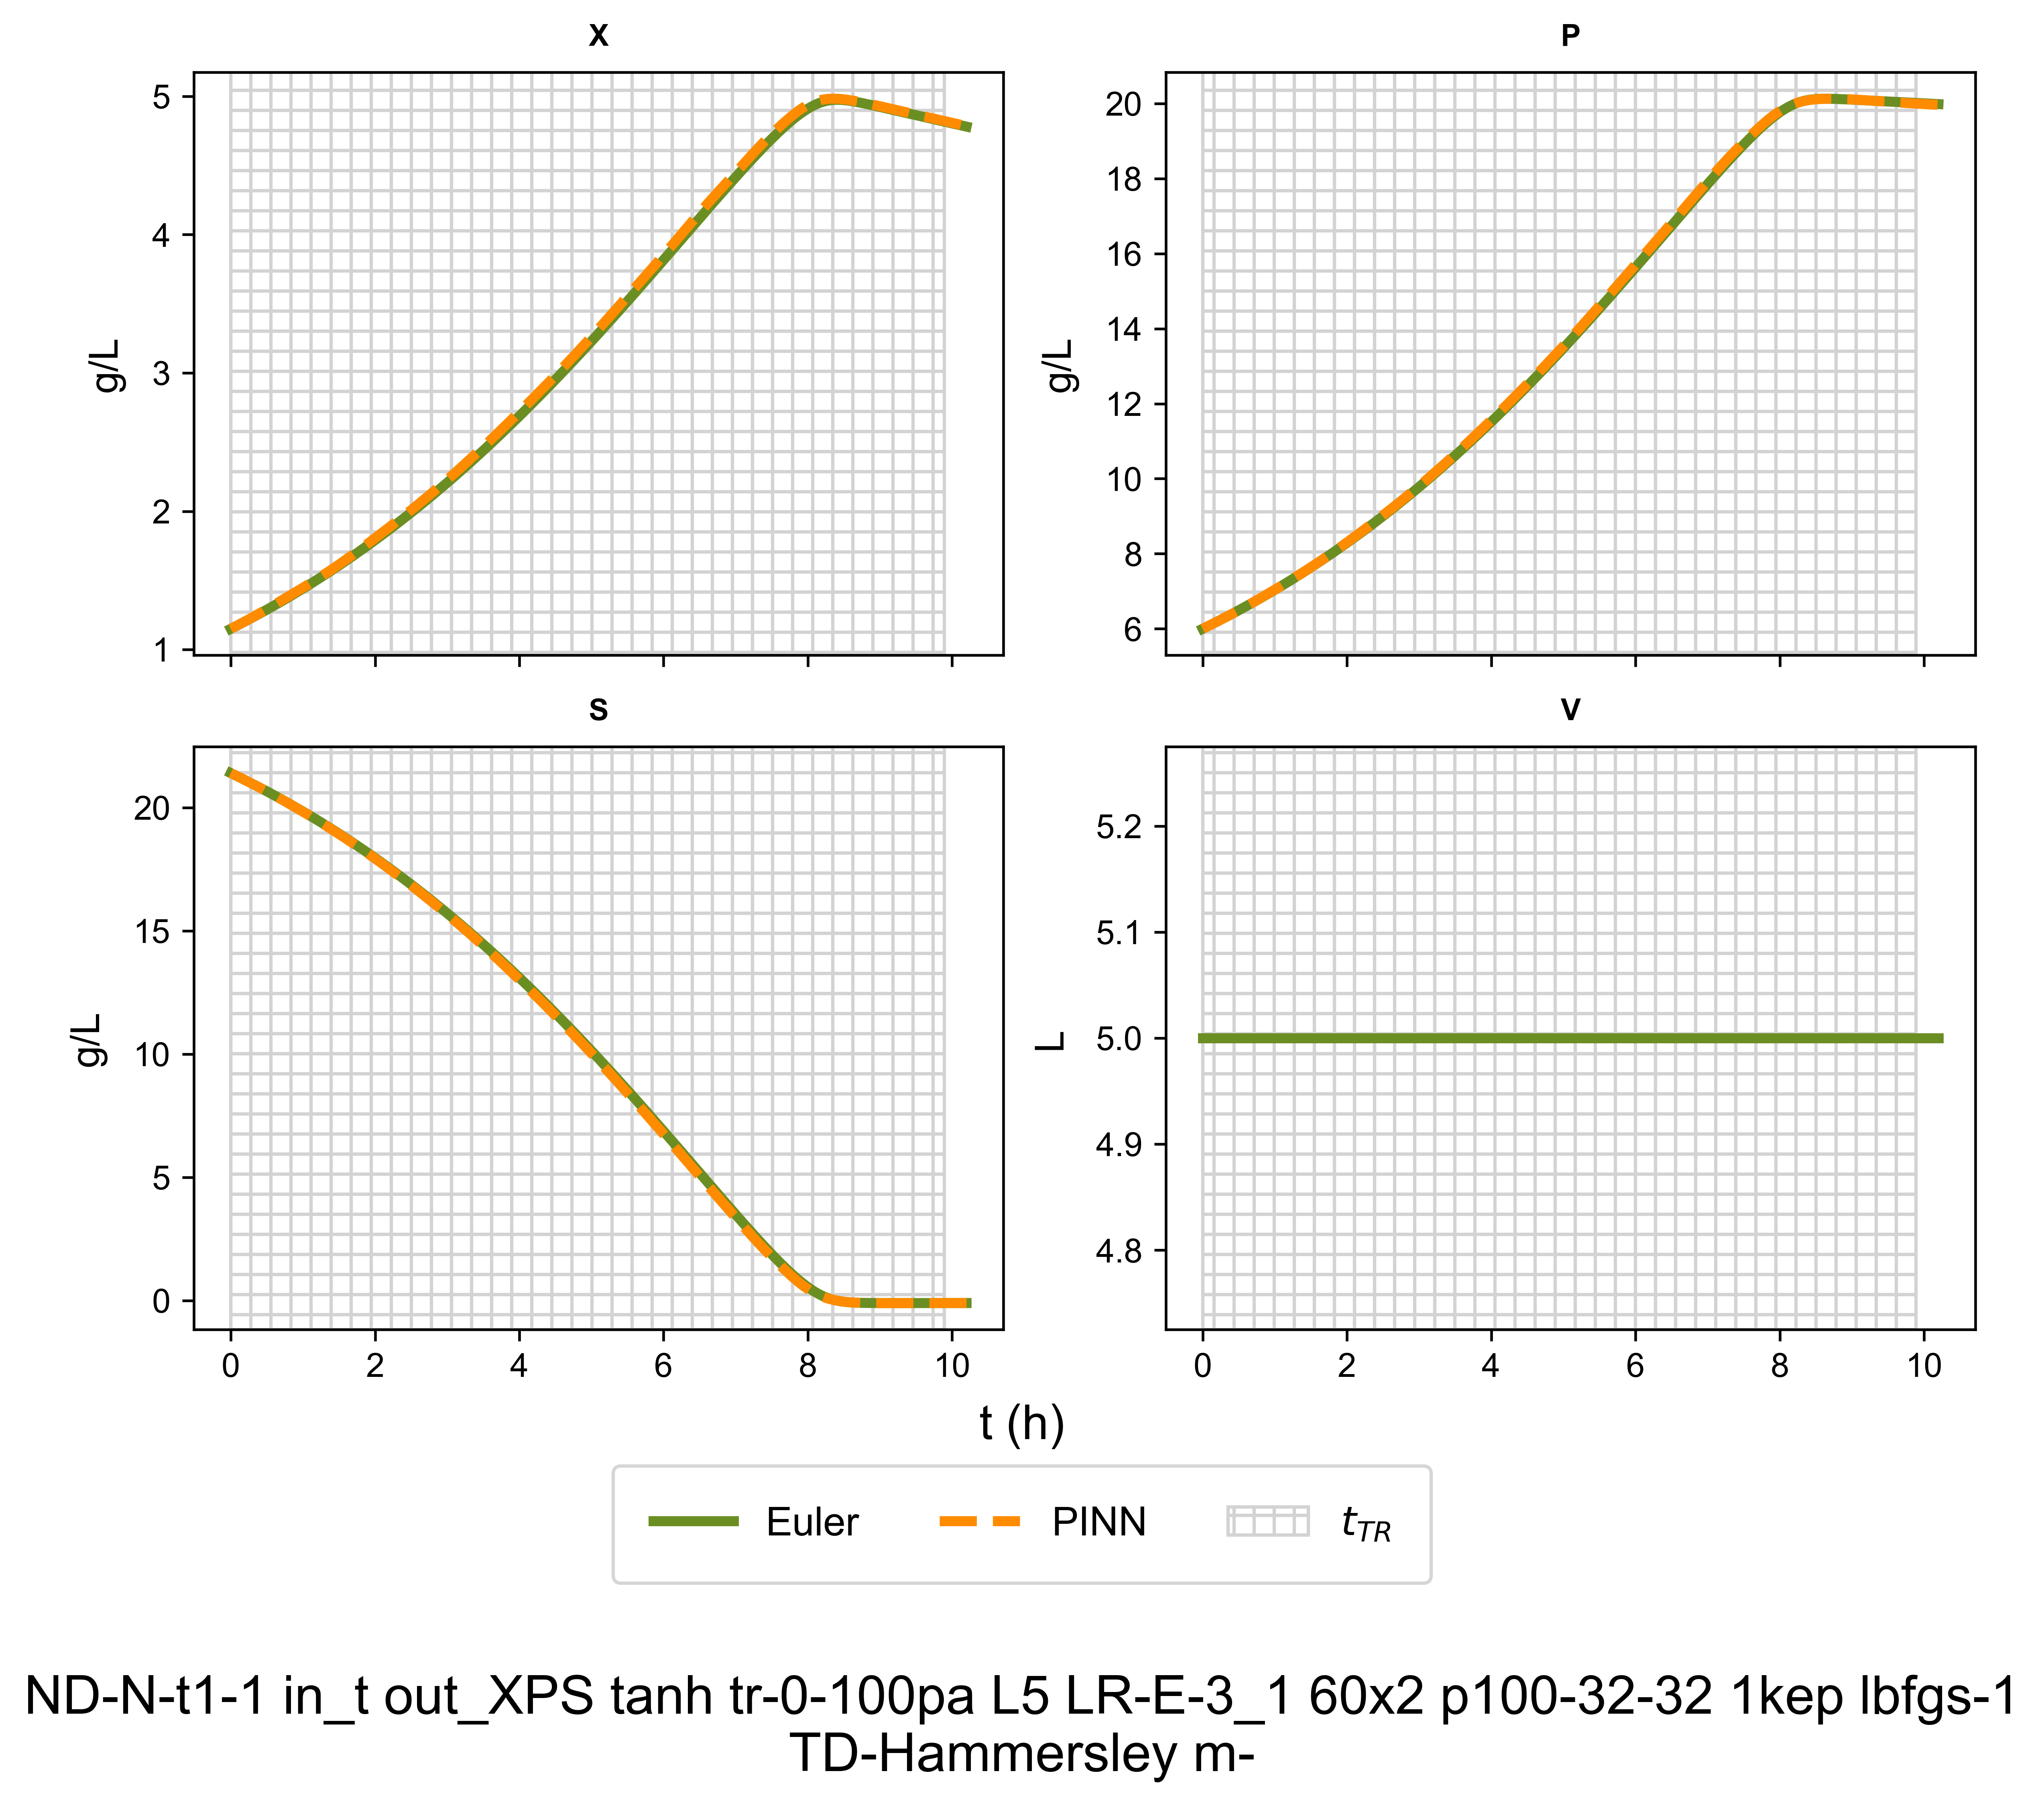 X
P
5
4
3
2
1
g/L
20
18
16
14
12
10
8
6
g/L
S
V
20
15
10
5
0
g/L
0 2 4 6 8 10
5.2
5.1
5.0
4.9
4.8
L
0 2 4 6 8 10
t (h)
Euler PINN t_TR
ND-N-t1-1 in_t out_XPS tanh tr-0-100pa L5 LR-E-3_1 60x2 p100-32-32 1kep lbfgs-1
TD-Hammersley m-